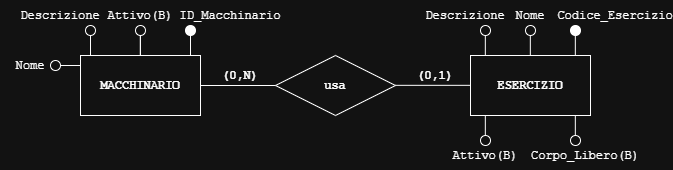 Descrizione Attivo(B) ID_Macchinario
Descrizione Nome Codice_Esercizio
Nome
MACCHINARIO
(0,N)
usa
(0,1)
ESERCIZIO
Attivo(B) Corpo_Libero(B)